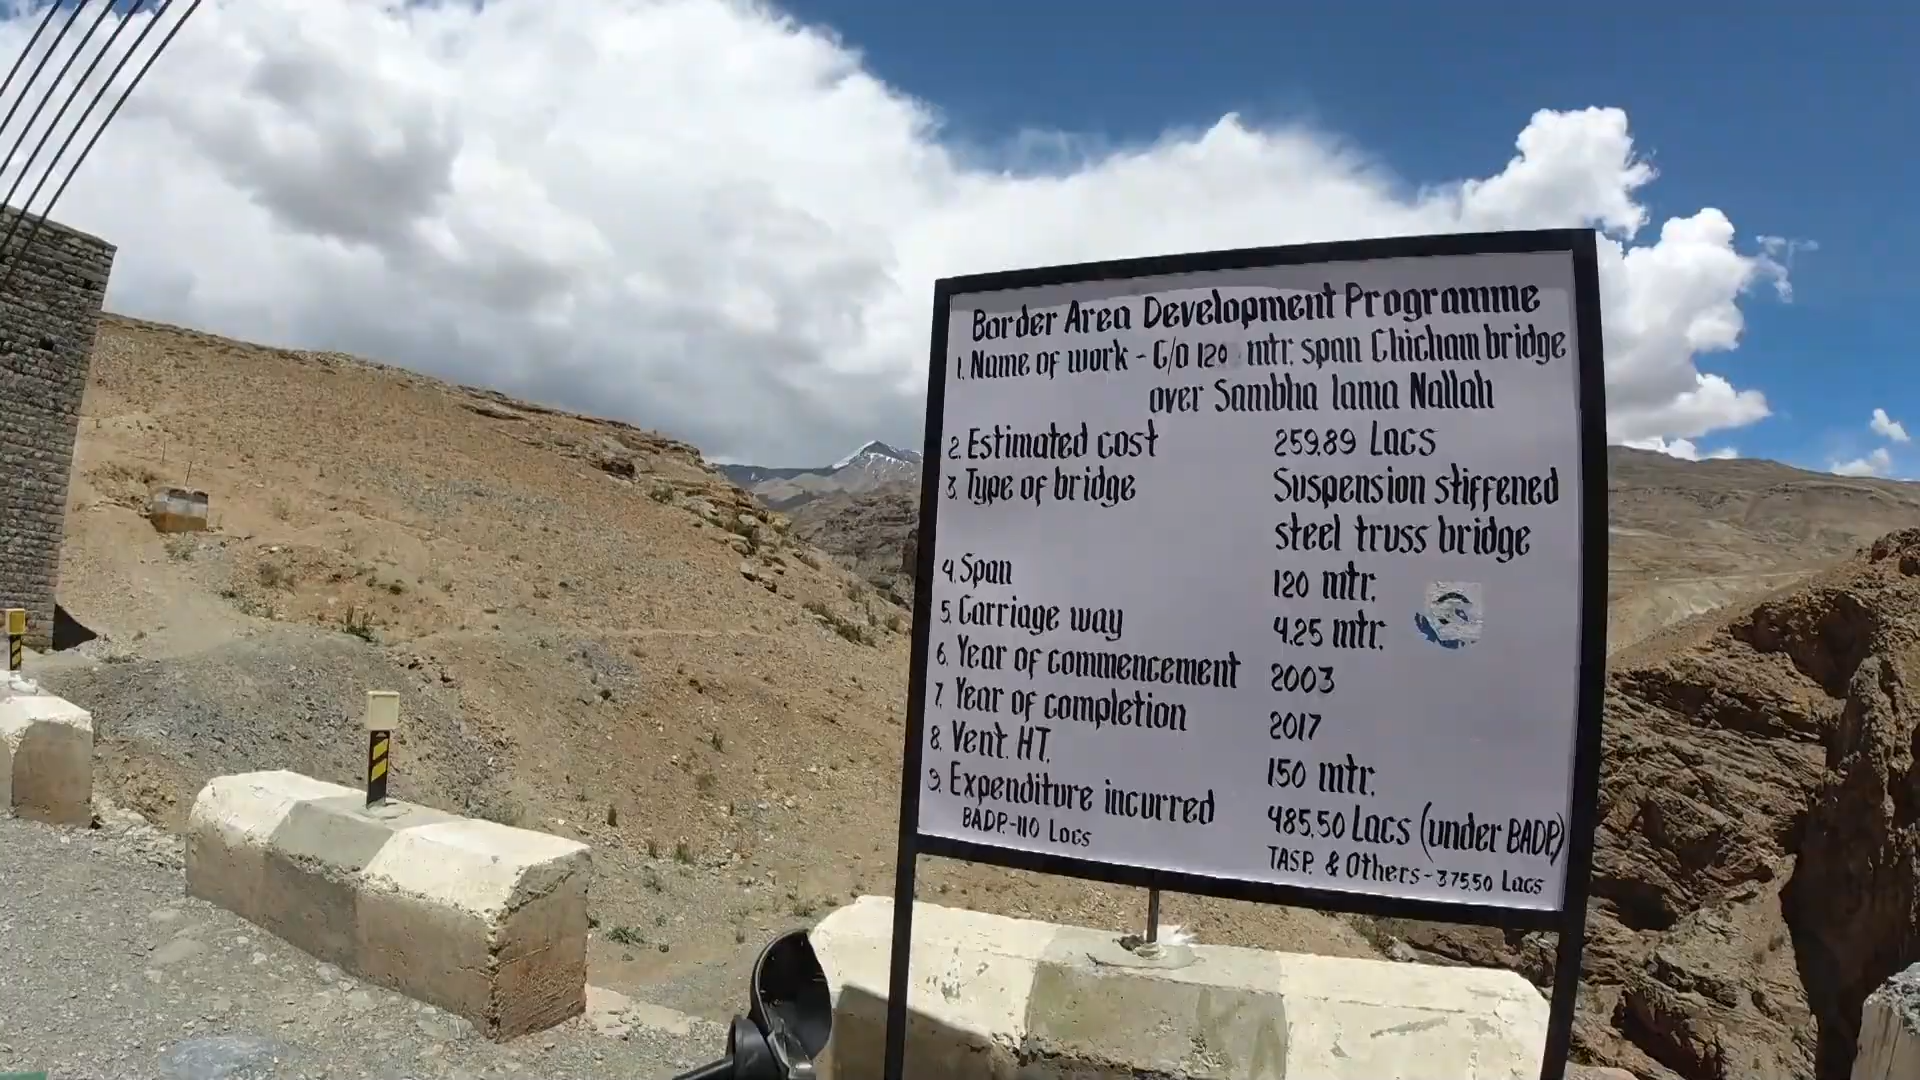 Border Area Development Programme
1. Name of work - C/O 120 mtr. span Chicham bridge
over Sambha lama Nallah
2. Estimated cost 259.89 Lacs
3. Type of bridge Suspension stiffened
steel truss bridge
4. Span 120 mtr.
5. Carriage way 4.25 mtr.
6. Year of commencement 2003
7. Year of completion 2017
8. Vent. HT. 150 mtr.
9. Expenditure incurred 485.50 Lacs (under BADP)
BADP.-110 Lacs TASP. & Others - 375.50 Lacs